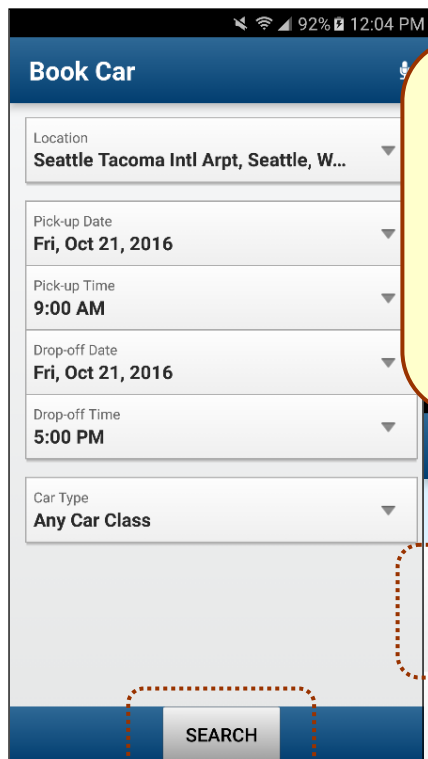 92% 12:04 PM
Book Car
Location
Seattle Tacoma Intl Arpt, Seattle, W...
Pick-up Date
Fri, Oct 21, 2016
Pick-up Time
9:00 AM
Drop-off Date
Fri, Oct 21, 2016
Drop-off Time
5:00 PM
Car Type
Any Car Class
SEARCH